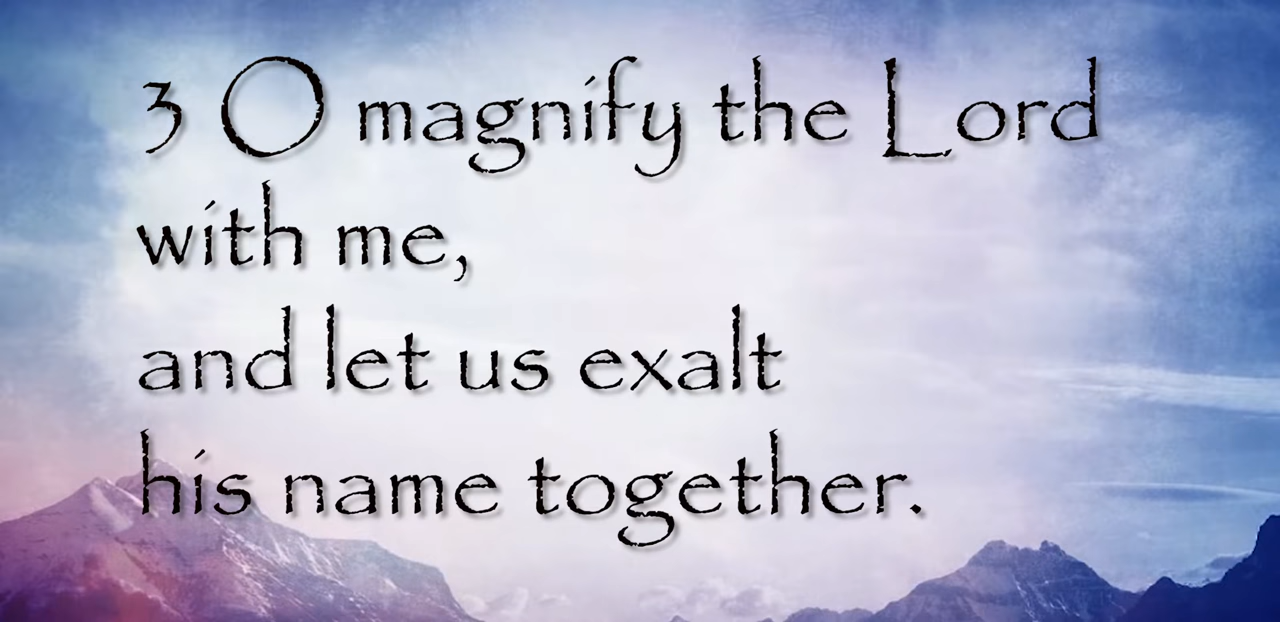 3 O magnify the Lord
with me,
and let us exalt
his name together.